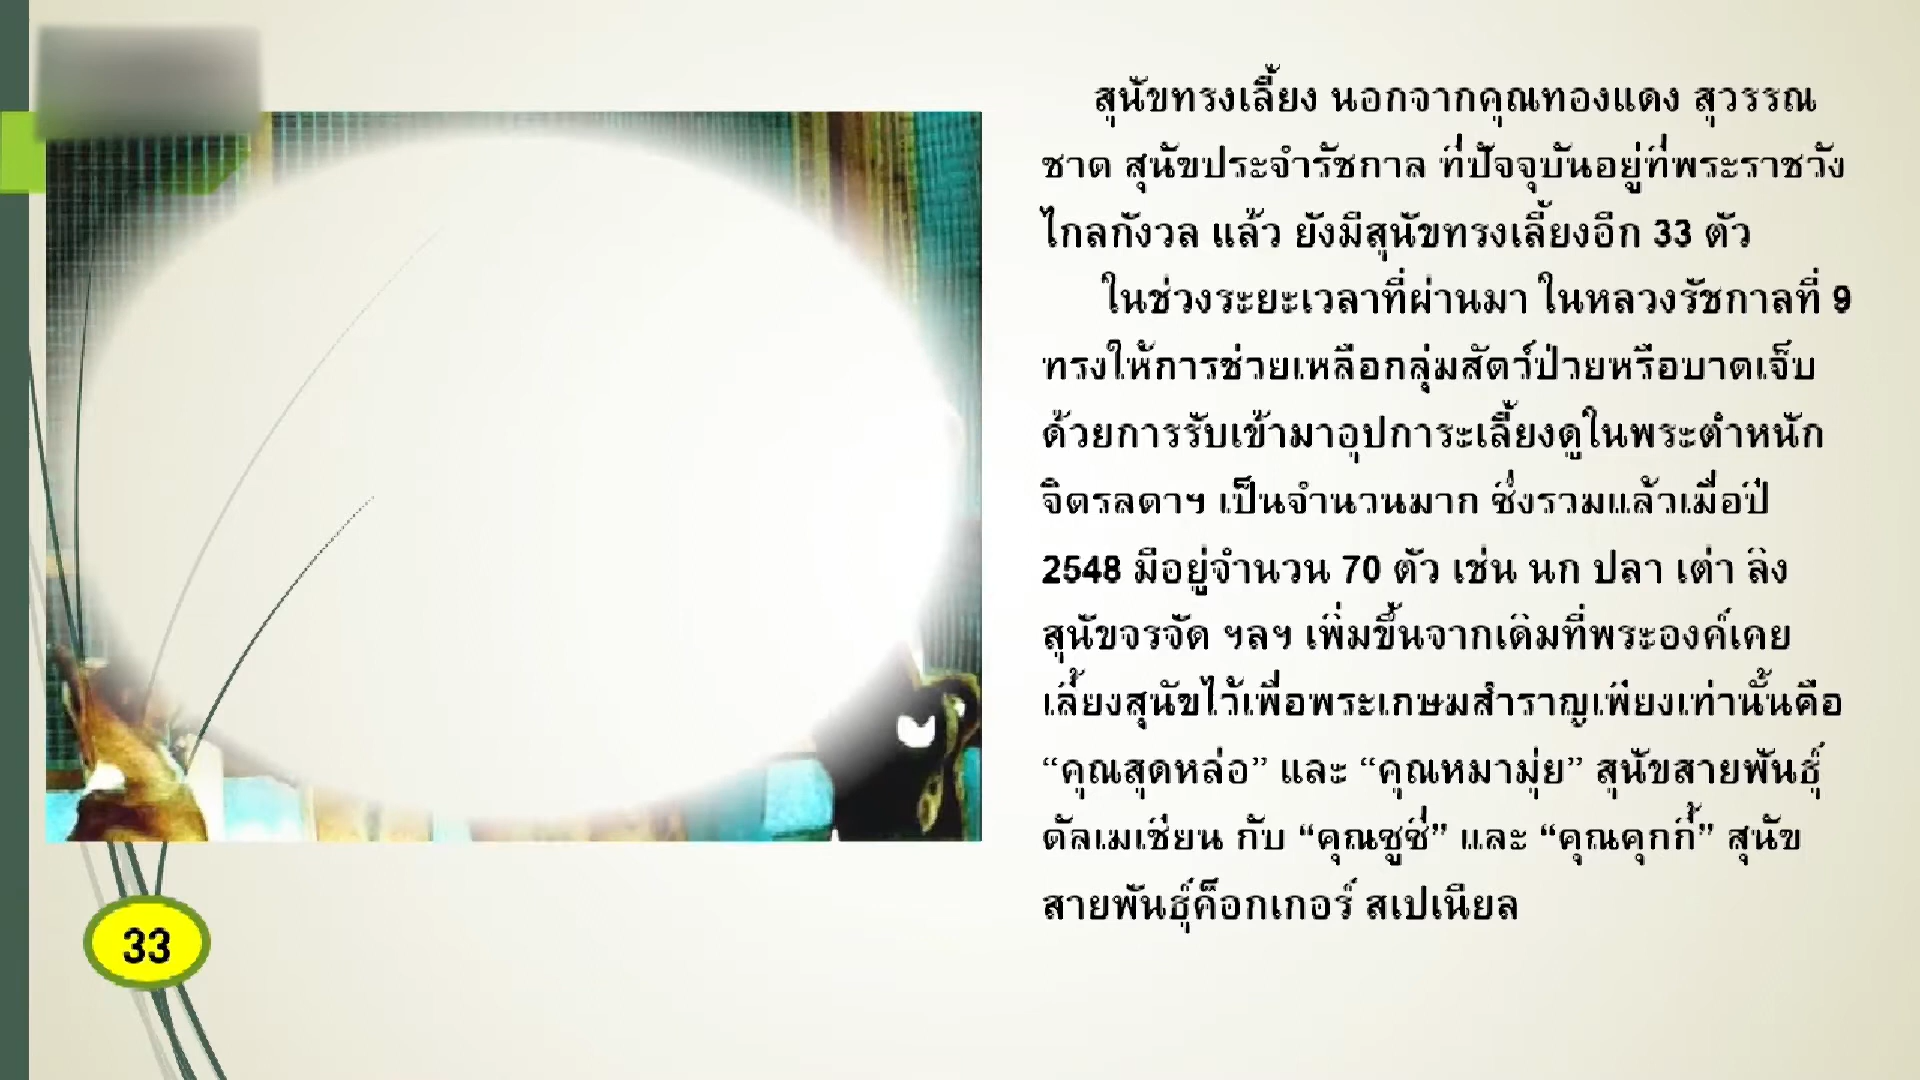 สุนัขทรงเลี้ยง นอกจากคุณทองแดง สุวรรณ
ชาด สุนัขประจำรัชกาล ที่ปัจจุบันอยู่ที่พระราชวัง
ไกลกังวล แล้ว ยังมีสุนัขทรงเลี้ยงอีก 33 ตัว
ในช่วงระยะเวลาที่ผ่านมา ในหลวงรัชกาลที่ 9
ทรงให้การช่วยเหลือกลุ่มสัตว์ป่วยหรือบาดเจ็บ
ด้วยการรับเข้ามาอุปการะเลี้ยงดูในพระตำหนัก
จิตรลดาฯ เป็นจำนวนมาก ซึ่งรวมแล้วเมื่อปี
2548 มีอยู่จำนวน 70 ตัว เช่น นก ปลา เต่า ลิง
สุนัขจรจัด ฯลฯ เพิ่มขึ้นจากเดิมที่พระองค์เคย
เลี้ยงสุนัขไว้เพื่อพระเกษมสำราญเพียงเท่านั้นคือ
“คุณสุดหล่อ” และ “คุณหมามุ่ย” สุนัขสายพันธุ์
ดัลเมเชียน กับ “คุณซูชิ” และ “คุณคุกกี้” สุนัข
สายพันธุ์ค็อกเกอร์ สเปเนียล
33